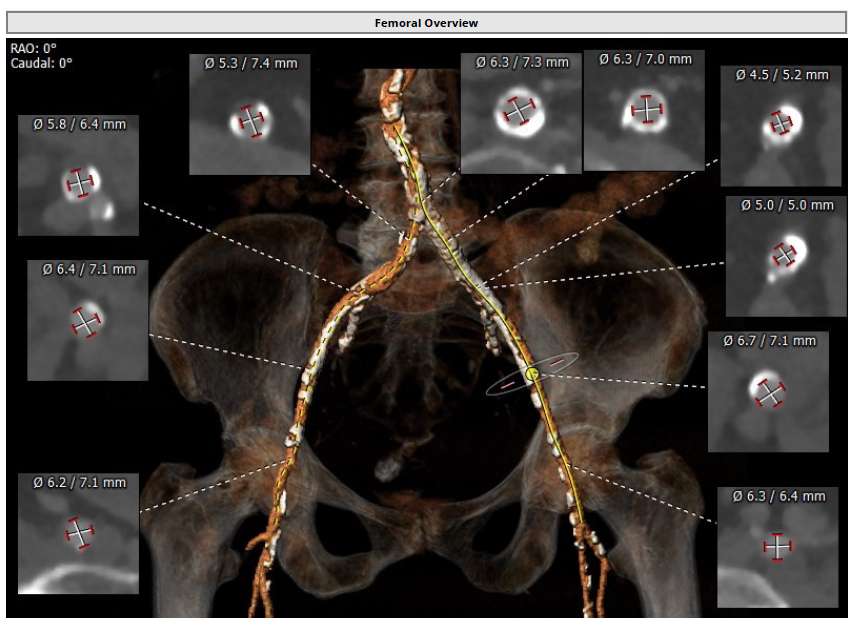 Femoral Overview
RAO: 0°
Caudal: 0°
Ø 5.3 / 7.4 mm
Ø 6.3 / 7.3 mm
Ø 6.3 / 7.0 mm
Ø 4.5 / 5.2 mm
Ø 5.8 / 6.4 mm
Ø 5.0 / 5.0 mm
Ø 6.4 / 7.1 mm
Ø 6.7 / 7.1 mm
Ø 6.2 / 7.1 mm
Ø 6.3 / 6.4 mm